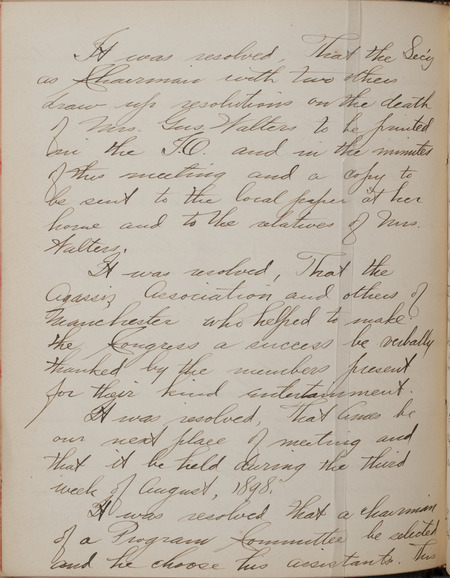 It was resolved, That the Sec'y
as Chairman with two others
draw up resolutions on the death
of Mrs. Gus Walters to be printed
in the I.O. and in the minutes
of this meeting and a copy to
be sent to the local paper at her
home and to the relatives of Mrs.
Walters.
It was resolved, That the
Agassiz Association and others of
Manchester who helped to make
the Congress a success be verbally
thanked by the members present
for their kind entertainment.
It was resolved, That Ames be
our next place of meeting and
that it be held during the third
week of August, 1898.
It was resolved that a chairman
of a Program Committee be selected
and he choose his assistants. This